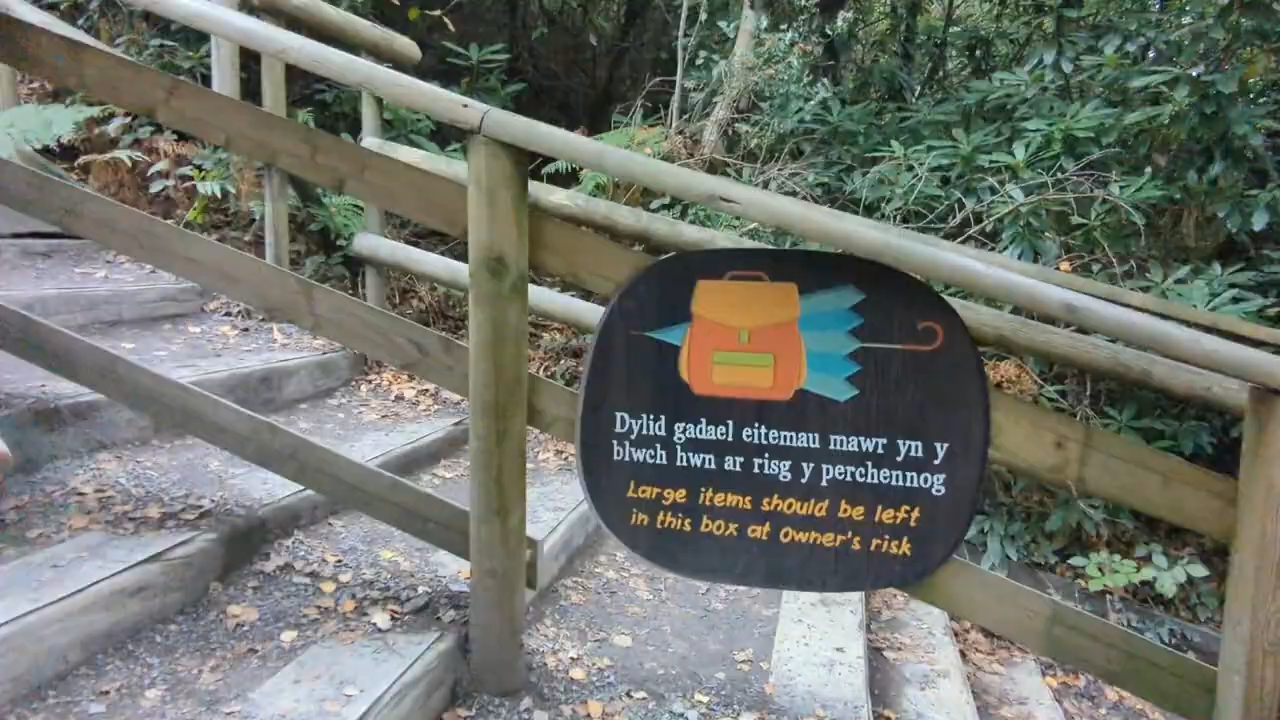 Dylid gadael eitemau mawr yn y
blwch hwn ar risg y perchennog
Large items should be left
in this box at owner's risk